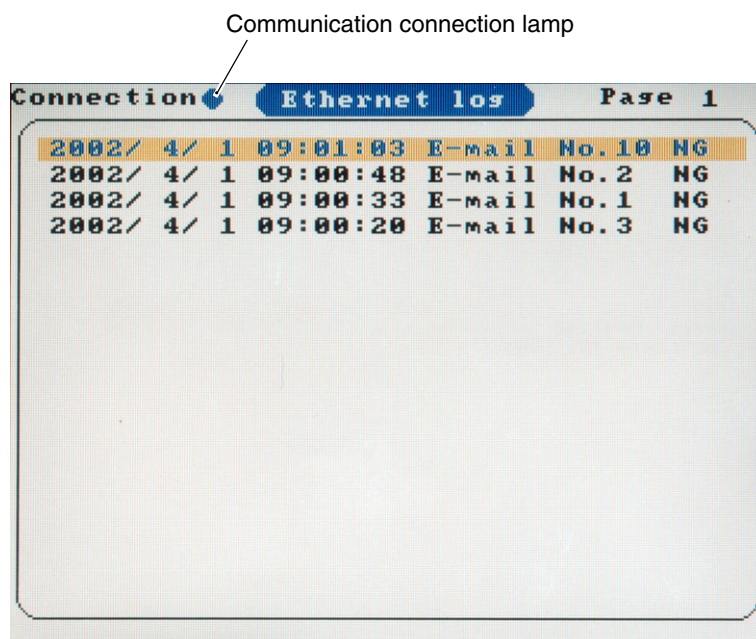 Communication connection lamp
Connection Ethernet log Page 1
2002/ 4/ 1 09:01:03 E-mail No.10 NG
2002/ 4/ 1 09:00:48 E-mail No.2 NG
2002/ 4/ 1 09:00:33 E-mail No.1 NG
2002/ 4/ 1 09:00:20 E-mail No.3 NG